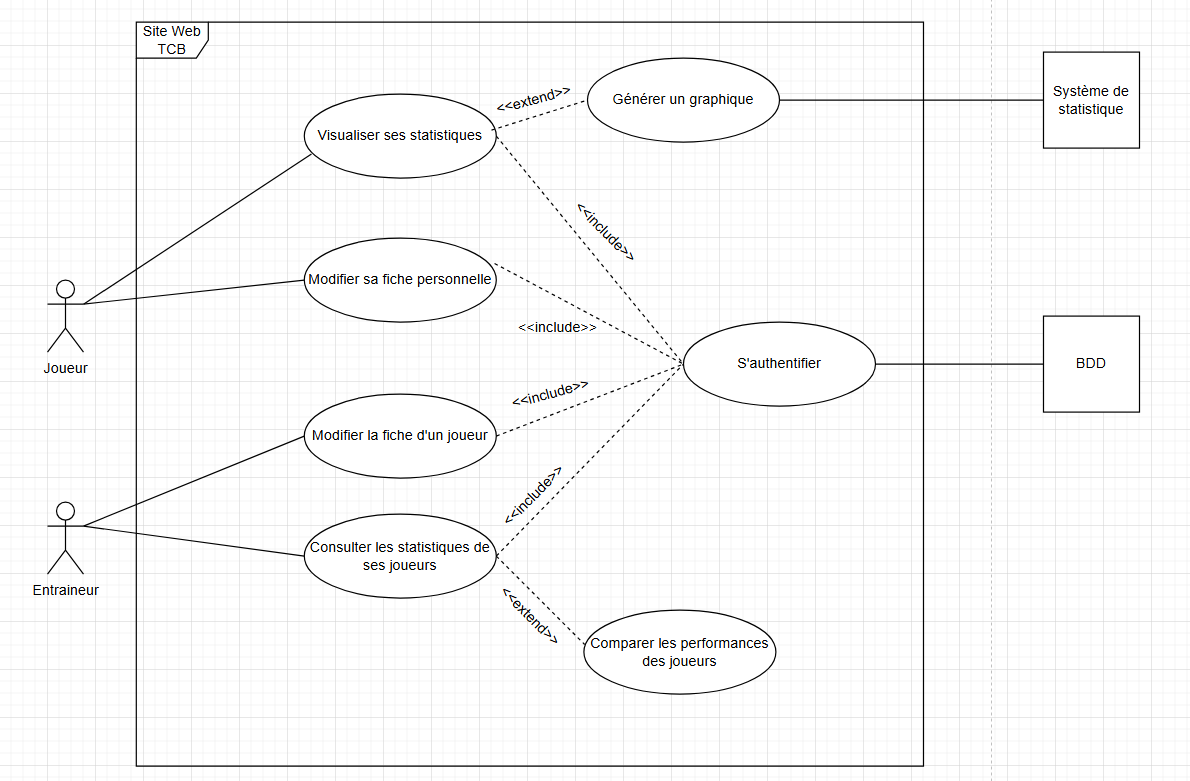 Site Web
TCB
<<extend>>
Générer un graphique
Système de
statistique
Visualiser ses statistiques
<<include>>
Modifier sa fiche personnelle
<<include>>
Joueur
S'authentifier
BDD
<<include>>
Modifier la fiche d'un joueur
<<include>>
Consulter les statistiques de
ses joueurs
Entraineur
<<extend>>
Comparer les performances
des joueurs